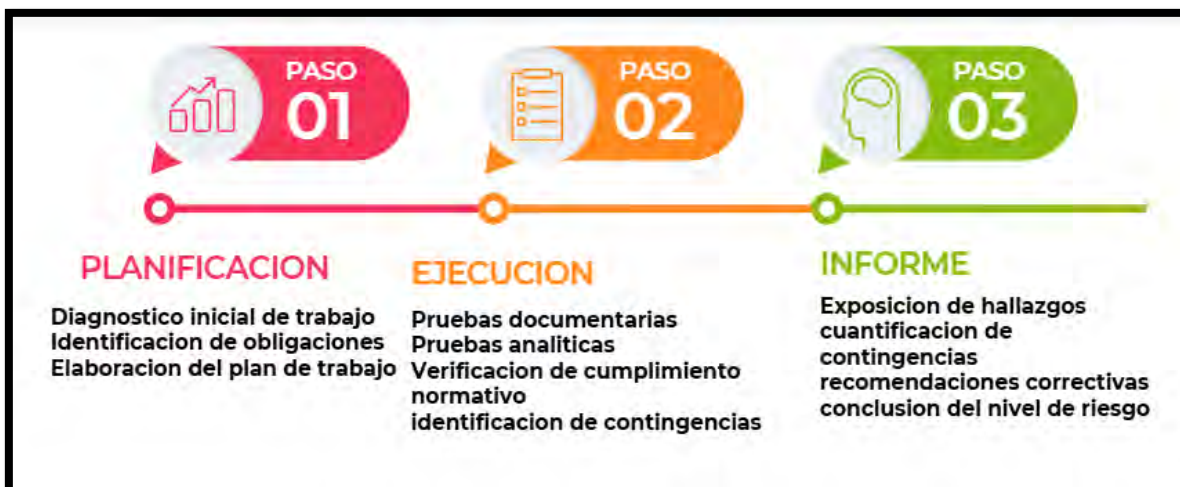 PASO
01
PLANIFICACION
Diagnostico inicial de trabajo
Identificacion de obligaciones
Elaboracion del plan de trabajo
PASO
02
EJECUCION
Pruebas documentarias
Pruebas analiticas
Verificacion de cumplimiento
normativo
identificacion de contingencias
PASO
03
INFORME
Exposicion de hallazgos
cuantificacion de
contingencias
recomendaciones correctivas
conclusion del nivel de riesgo